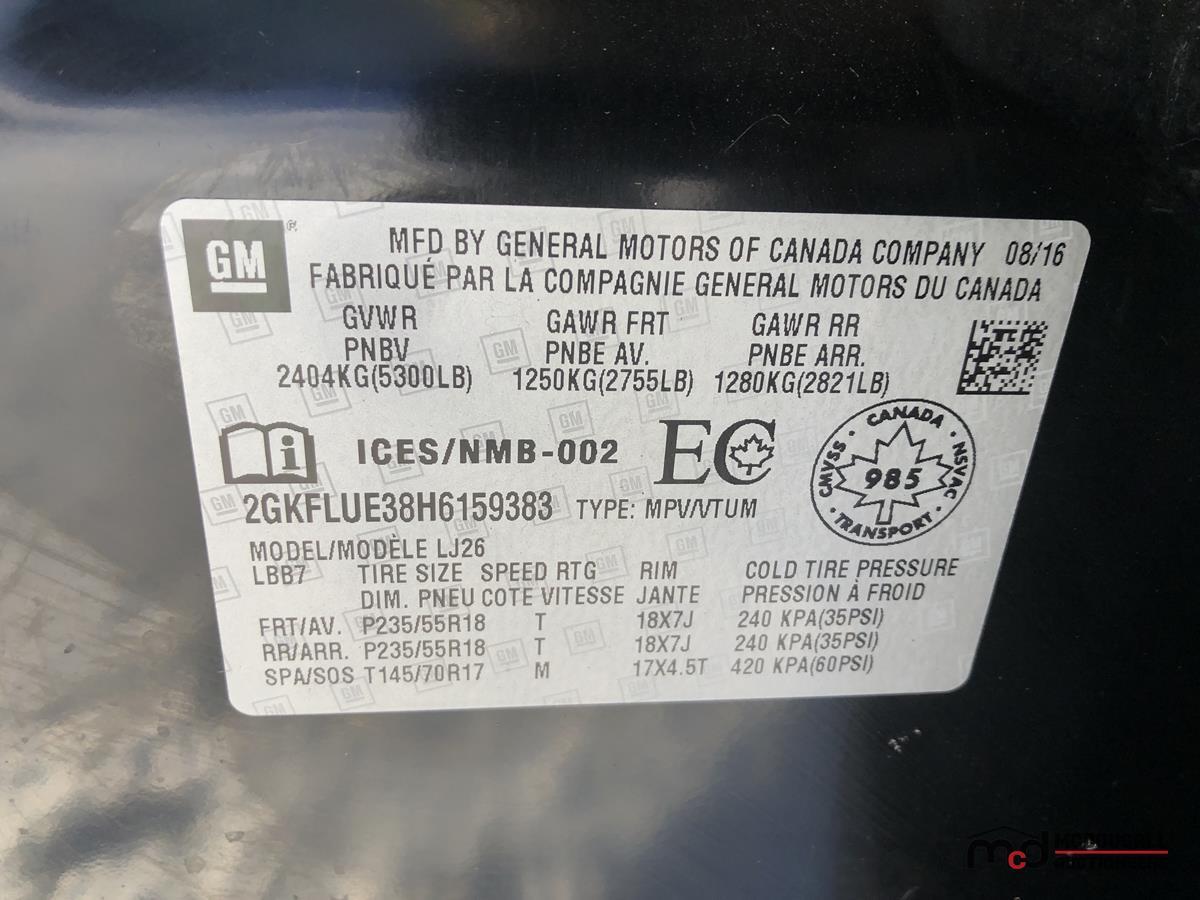 GM
MFD BY GENERAL MOTORS OF CANADA COMPANY 08/16
FABRIQUÉ PAR LA COMPAGNIE GENERAL MOTORS DU CANADA
GVWR GAWR FRT GAWR RR
PNBV PNBE AV. PNBE ARR.
2404KG(5300LB) 1250KG(2755LB) 1280KG(2821LB)
i ICES/NMB-002 EC
CANADA
CMVSS · 985 · NSVAC
TRANSPORT
2GKFLUE38H6159383 TYPE: MPV/VTUM
MODEL/MODÈLE LJ26
LBB7 TIRE SIZE SPEED RTG RIM COLD TIRE PRESSURE
DIM. PNEU COTE VITESSE JANTE PRESSION À FROID
FRT/AV. P235/55R18 T 18X7J 240 KPA(35PSI)
RR/ARR. P235/55R18 T 18X7J 240 KPA(35PSI)
SPA/SOS T145/70R17 M 17X4.5T 420 KPA(60PSI)
mcd McDOUGALL
AUCTIONEERS